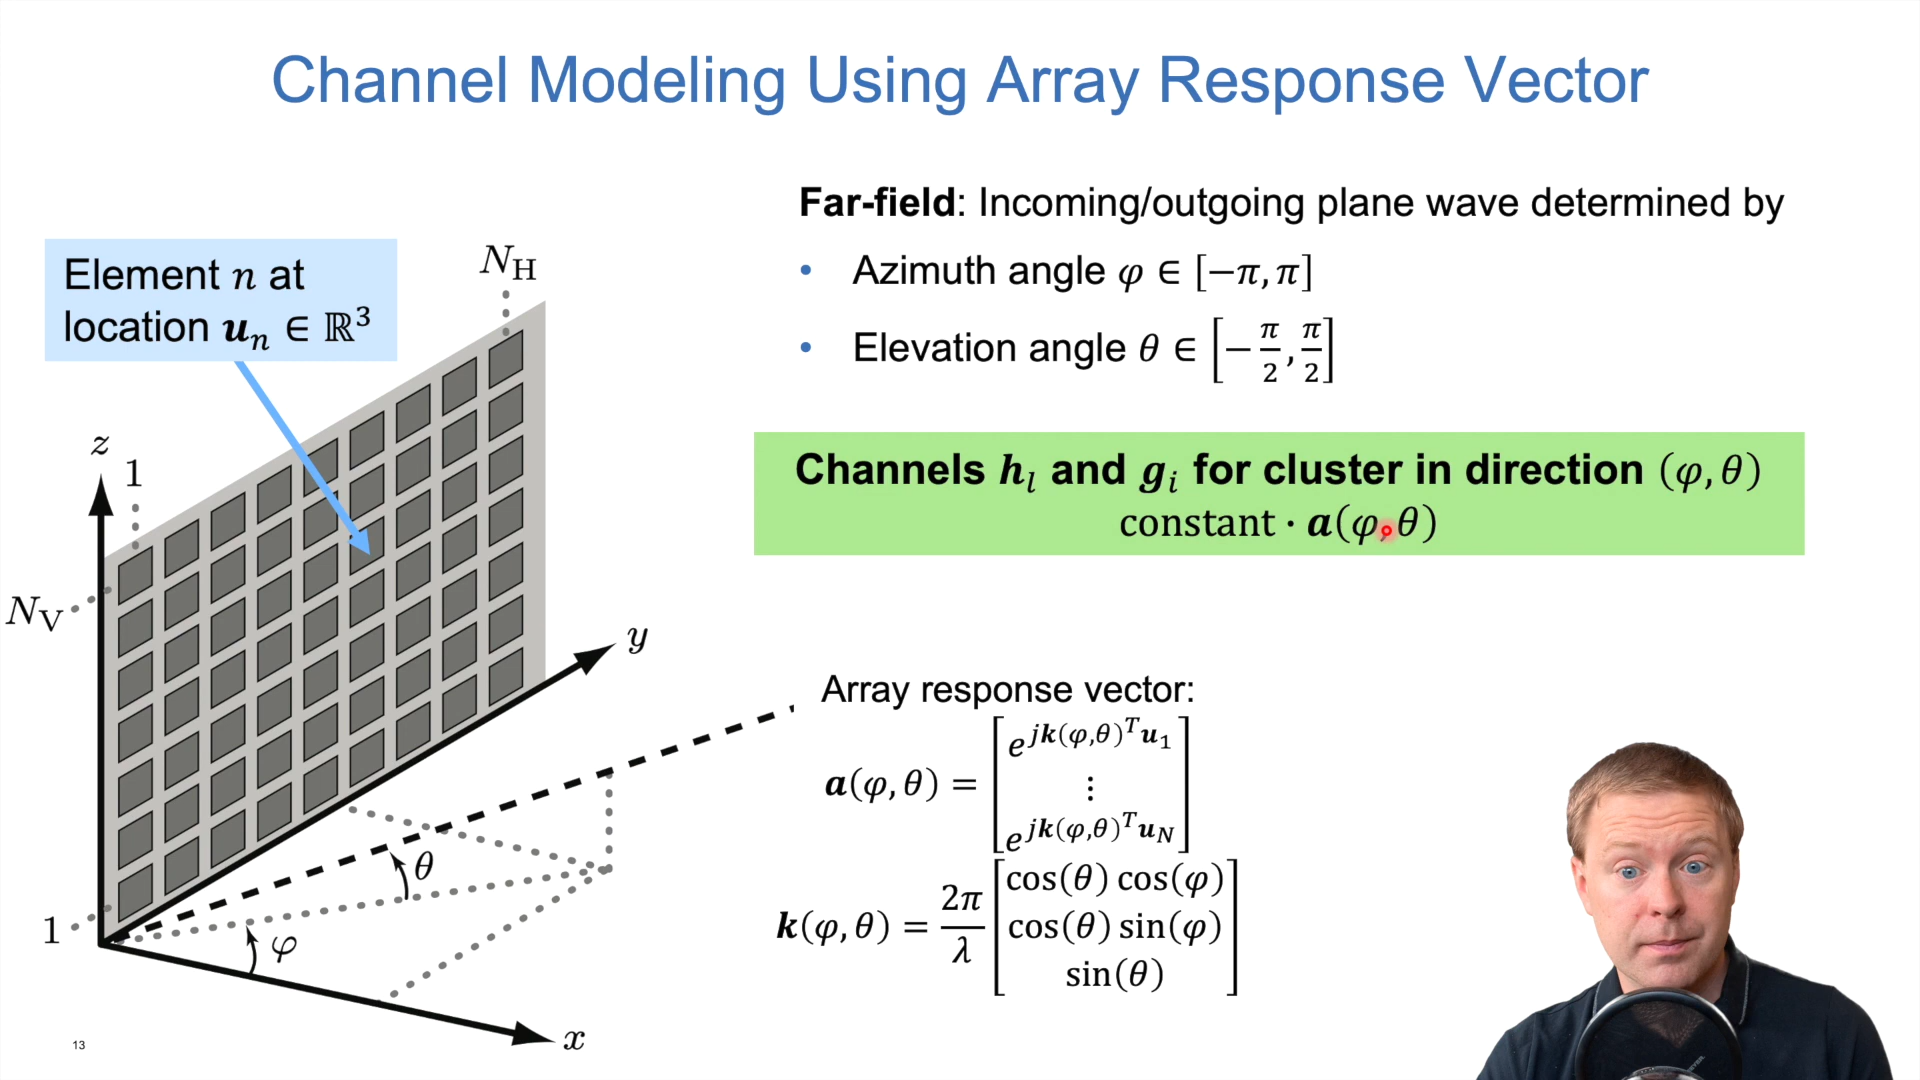 Channel Modeling Using Array Response Vector
Far-field: Incoming/outgoing plane wave determined by
• Azimuth angle φ ∈ [−π, π]
• Elevation angle θ ∈ [−π/2, π/2]
Channels h_l and g_i for cluster in direction (φ, θ)
constant · a(φ, θ)
Element n at
location u_n ∈ ℝ³
N_H
z
1
N_V
y
1
θ
φ
x
Array response vector:
a(φ, θ) = [e^{jk(φ,θ)^T u_1} ⋮ e^{jk(φ,θ)^T u_N}]
k(φ, θ) = 2π/λ [cos(θ) cos(φ) cos(θ) sin(φ) sin(θ)]
13